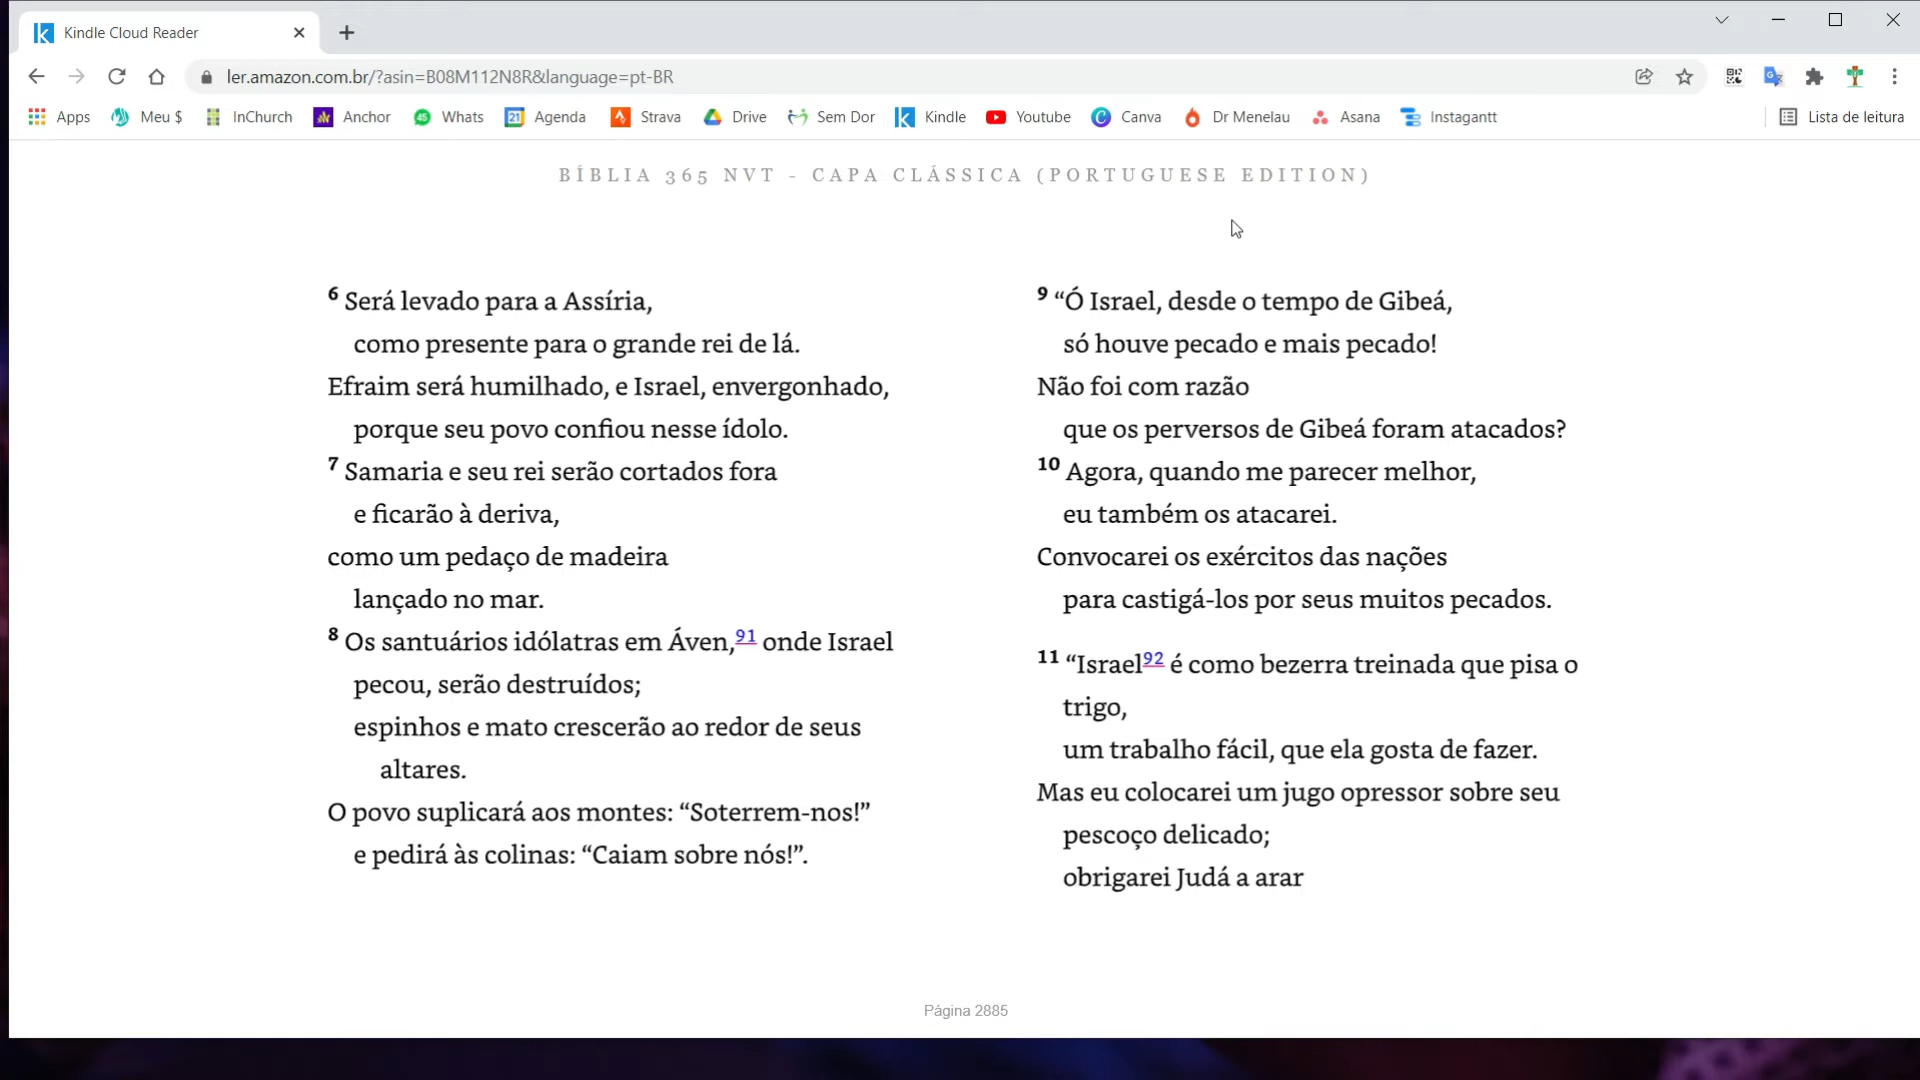 Kindle Cloud Reader
ler.amazon.com.br/?asin=B08M112N8R&language=pt-BR
Apps Meu $ InChurch Anchor 45 Whats 21 Agenda Strava Drive Sem Dor Kindle Youtube Canva Dr Menelau Asana Instagantt Lista de leitura
BÍBLIA 365 NVT - CAPA CLÁSSICA (PORTUGUESE EDITION)
6 Será levado para a Assíria,
como presente para o grande rei de lá.
Efraim será humilhado, e Israel, envergonhado,
porque seu povo confiou nesse ídolo.
7 Samaria e seu rei serão cortados fora
e ficarão à deriva,
como um pedaço de madeira
lançado no mar.
8 Os santuários idólatras em Áven,91 onde Israel
pecou, serão destruídos;
espinhos e mato crescerão ao redor de seus
altares.
O povo suplicará aos montes: “Soterrem-nos!”
e pedirá às colinas: “Caiam sobre nós!”.
9 “Ó Israel, desde o tempo de Gibeá,
só houve pecado e mais pecado!
Não foi com razão
que os perversos de Gibeá foram atacados?
10 Agora, quando me parecer melhor,
eu também os atacarei.
Convocarei os exércitos das nações
para castigá-los por seus muitos pecados.
11 “Israel92 é como bezerra treinada que pisa o
trigo,
um trabalho fácil, que ela gosta de fazer.
Mas eu colocarei um jugo opressor sobre seu
pescoço delicado;
obrigarei Judá a arar
Página 2885